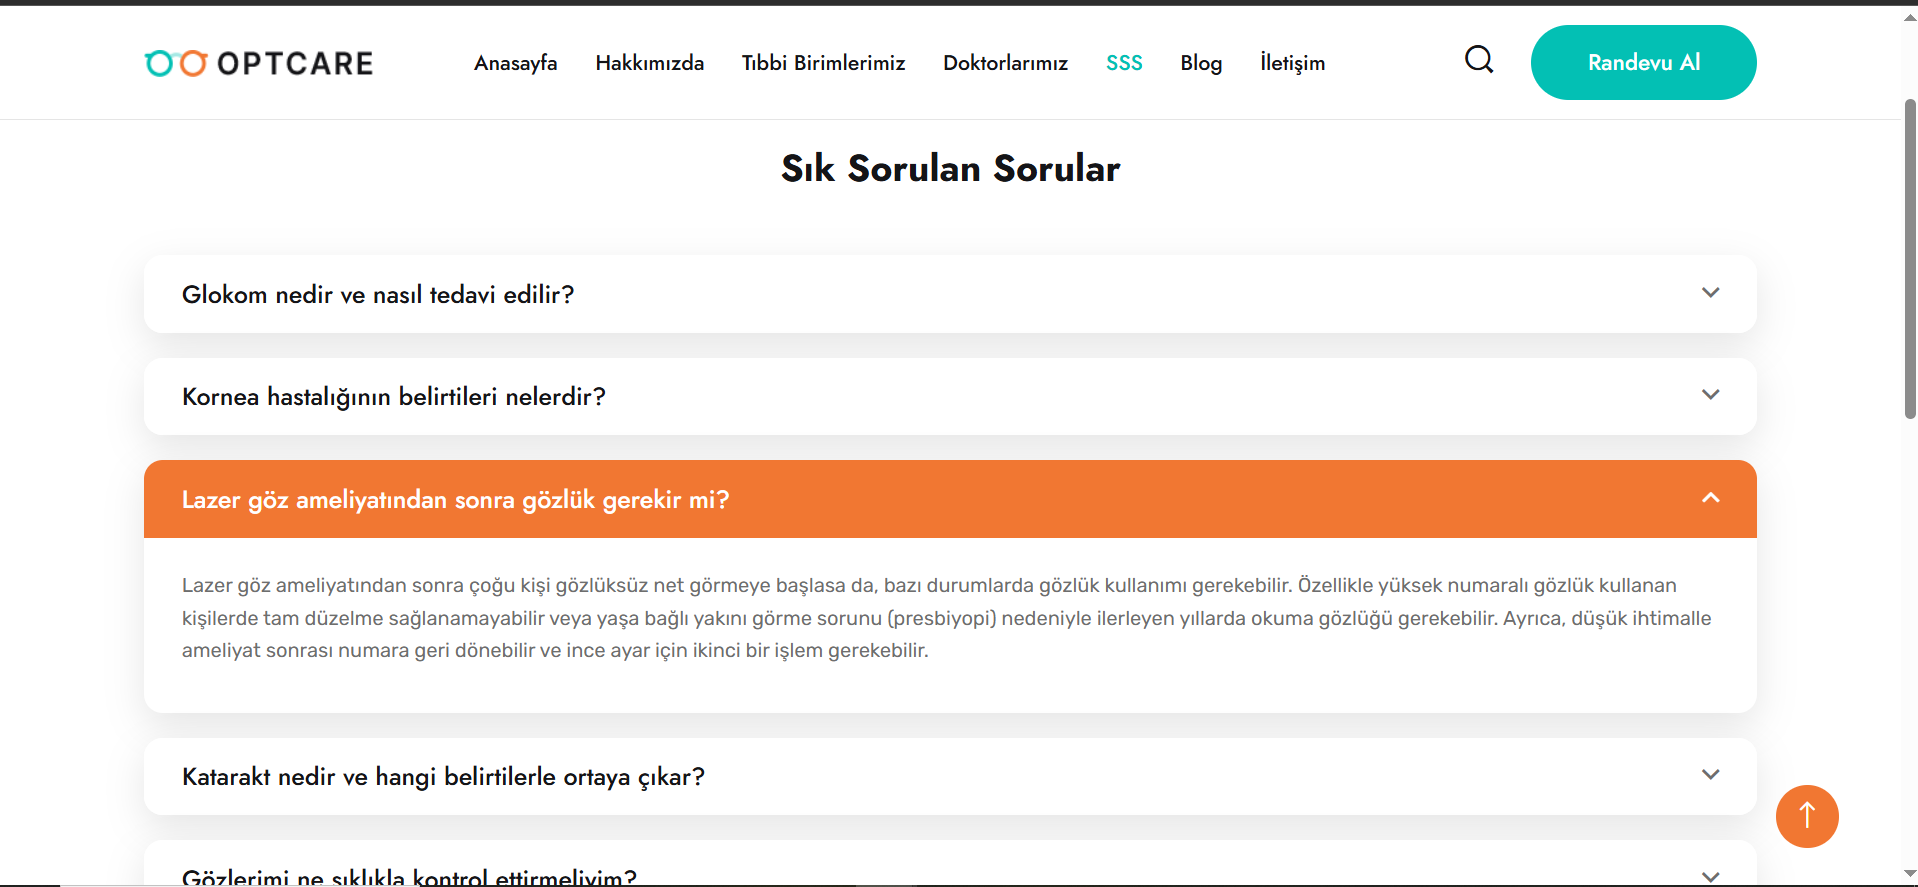 OPTCARE
Anasayfa
Hakkımızda
Tıbbi Birimlerimiz
Doktorlarımız
SSS
Blog
İletişim
Randevu Al
Sık Sorulan Sorular
Glokom nedir ve nasıl tedavi edilir?
Kornea hastalığının belirtileri nelerdir?
Lazer göz ameliyatından sonra gözlük gerekir mi?
Lazer göz ameliyatından sonra çoğu kişi gözlüksüz net görmeye başlasa da, bazı durumlarda gözlük kullanımı gerekebilir. Özellikle yüksek numaralı gözlük kullanan
kişilerde tam düzelme sağlanamayabilir veya yaşa bağlı yakını görme sorunu (presbiyopi) nedeniyle ilerleyen yıllarda okuma gözlüğü gerekebilir. Ayrıca, düşük ihtimalle
ameliyat sonrası numara geri dönebilir ve ince ayar için ikinci bir işlem gerekebilir.
Katarakt nedir ve hangi belirtilerle ortaya çıkar?
Gözlerimi ne sıklıkla kontrol ettirmeliyim?